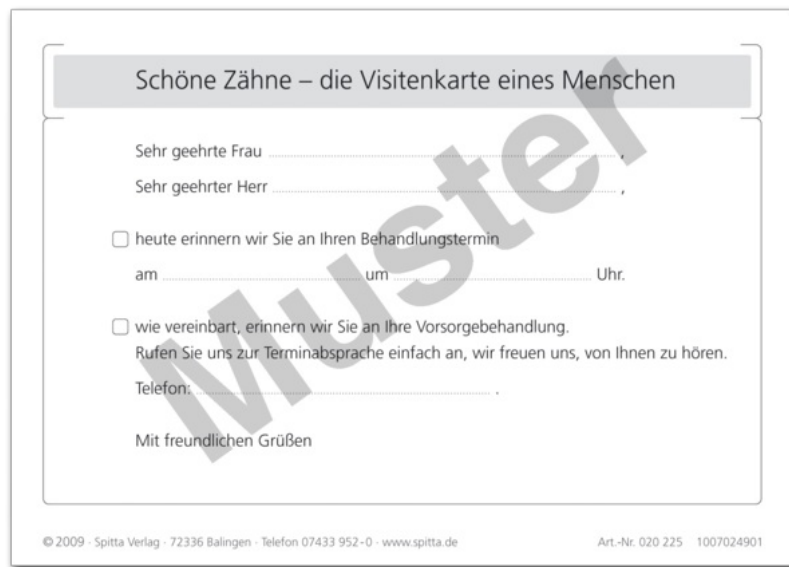 Schöne Zähne – die Visitenkarte eines Menschen
Sehr geehrte Frau ,
Sehr geehrter Herr ,
heute erinnern wir Sie an Ihren Behandlungstermin
am um Uhr.
wie vereinbart, erinnern wir Sie an Ihre Vorsorgebehandlung.
Rufen Sie uns zur Terminabsprache einfach an, wir freuen uns, von Ihnen zu hören.
Telefon: .
Mit freundlichen Grüßen
Muster
© 2009 · Spitta Verlag · 72336 Balingen · Telefon 07433 952-0 · www.spitta.de Art.-Nr. 020 225 1007024901